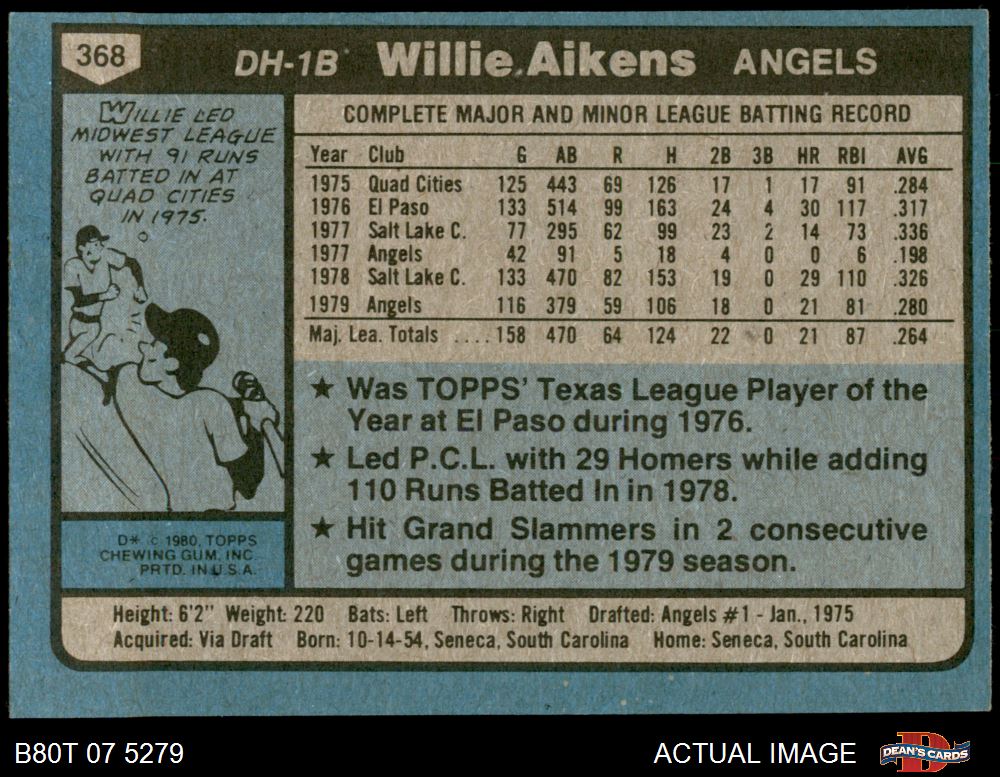 368
DH-1B Willie Aikens ANGELS
WILLIE LED
MIDWEST LEAGUE
WITH 91 RUNS
BATTED IN AT
QUAD CITIES
IN 1975.
D* © 1980, TOPPS
CHEWING GUM, INC.
PRTD. IN U.S.A.
COMPLETE MAJOR AND MINOR LEAGUE BATTING RECORD
Year Club G AB R H 2B 3B HR RBI AVG
1975 Quad Cities 125 443 69 126 17 1 17 91 .284
1976 El Paso 133 514 99 163 24 4 30 117 .317
1977 Salt Lake C. 77 295 62 99 23 2 14 73 .336
1977 Angels 42 91 5 18 4 0 0 6 .198
1978 Salt Lake C. 133 470 82 153 19 0 29 110 .326
1979 Angels 116 379 59 106 18 0 21 81 .280
Maj. Lea. Totals .... 158 470 64 124 22 0 21 87 .264
★ Was TOPPS' Texas League Player of the
Year at El Paso during 1976.
★ Led P.C.L. with 29 Homers while adding
110 Runs Batted In in 1978.
★ Hit Grand Slammers in 2 consecutive
games during the 1979 season.
Height: 6'2" Weight: 220 Bats: Left Throws: Right Drafted: Angels #1 - Jan., 1975
Acquired: Via Draft Born: 10-14-54, Seneca, South Carolina Home: Seneca, South Carolina
B80T 07 5279
ACTUAL IMAGE
D
DEAN'S CARDS